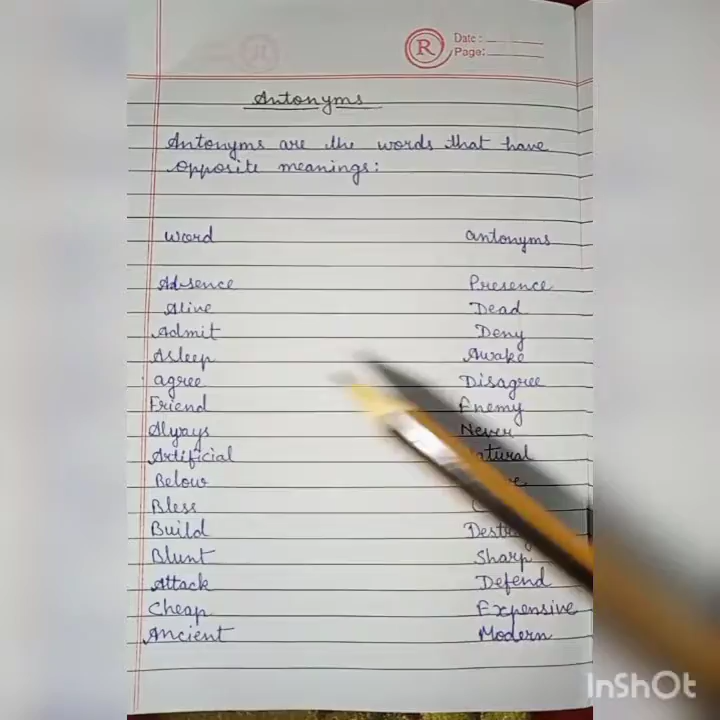 R Date :
Page:
Antonyms
Antonyms are the words that have
opposite meanings:
Word antonyms
Absence Presence
Alive Dead
Admit Deny
Asleep Awake
agree Disagree
Friend Enemy
Alyays Never
Artificial
Below
Bless
Build
Blunt Sharp
Attack Defend
Cheap Expensive
Ancient Modern
InShOt